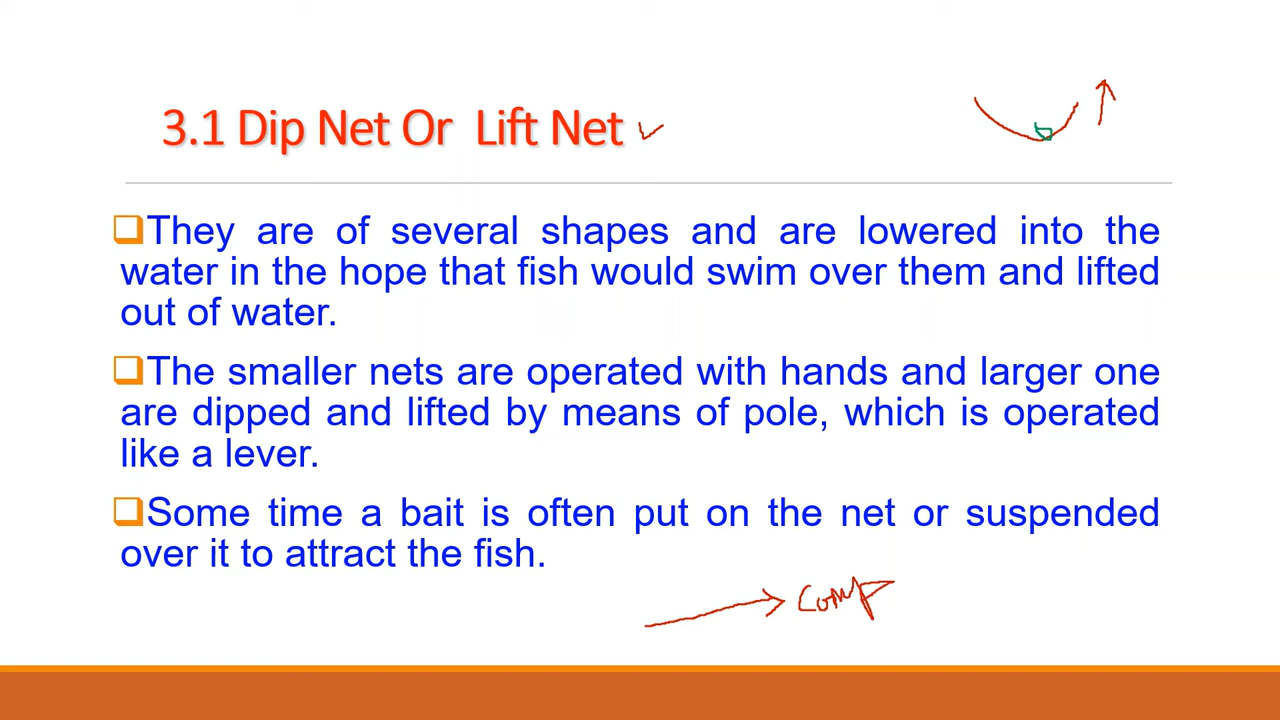 3.1 Dip Net Or Lift Net
They are of several shapes and are lowered into the
water in the hope that fish would swim over them and lifted
out of water.
The smaller nets are operated with hands and larger one
are dipped and lifted by means of pole, which is operated
like a lever.
Some time a bait is often put on the net or suspended
over it to attract the fish.
Comp